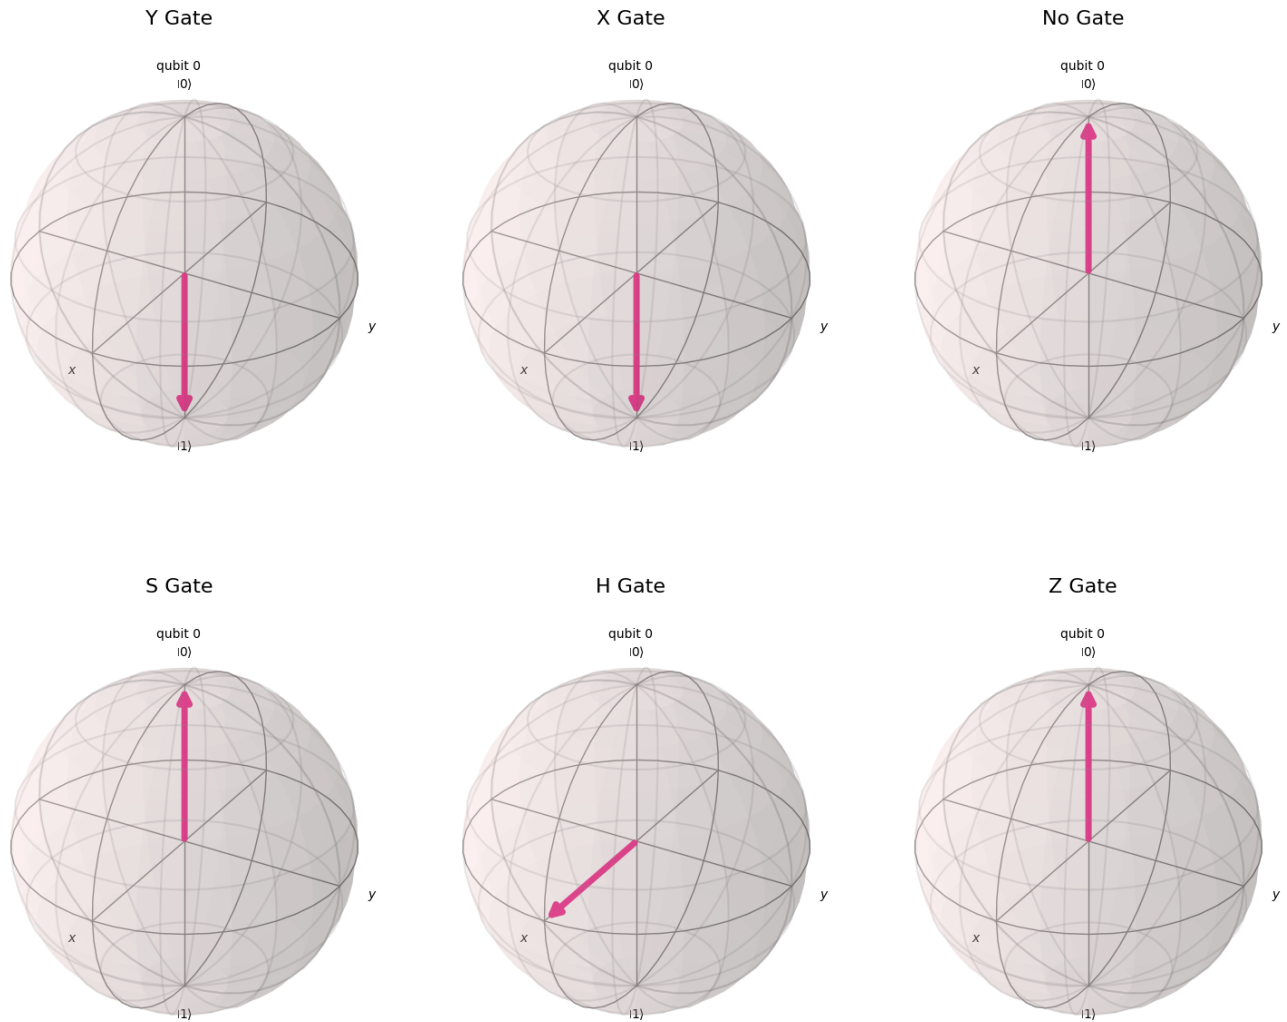 Y Gate
qubit 0
|0⟩
x
y
|1⟩
X Gate
qubit 0
|0⟩
x
y
|1⟩
No Gate
qubit 0
|0⟩
x
y
|1⟩
S Gate
qubit 0
|0⟩
x
y
|1⟩
H Gate
qubit 0
|0⟩
x
y
|1⟩
Z Gate
qubit 0
|0⟩
x
y
|1⟩